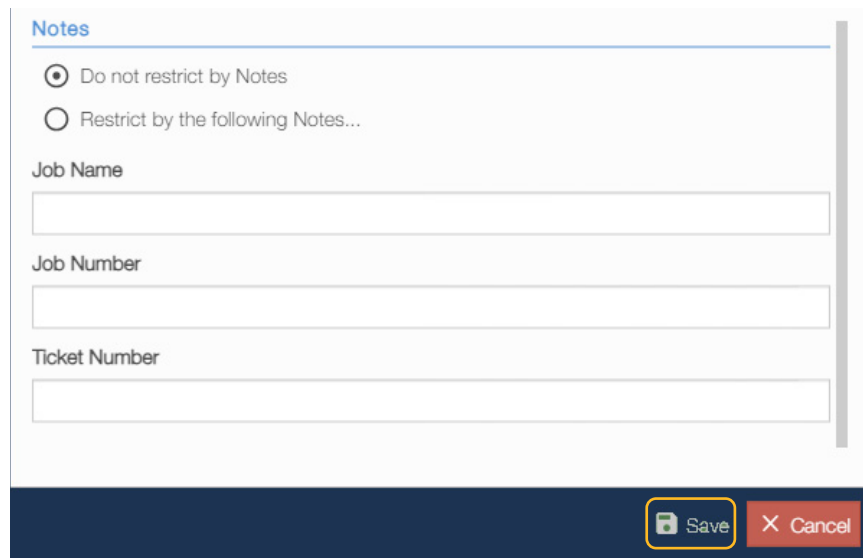 Notes
Do not restrict by Notes
Restrict by the following Notes...
Job Name
Job Number
Ticket Number
Save
Cancel